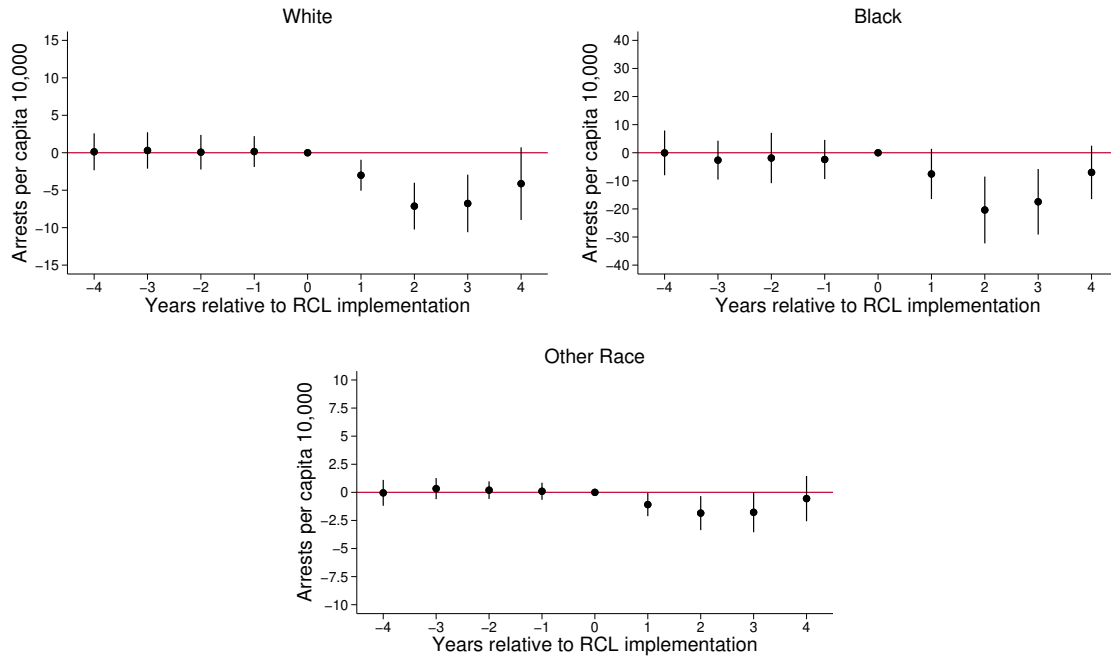 White
Arrests per capita 10,000
15
10
5
0
−5
−10
−15
−4 −3 −2 −1 0 1 2 3 4
Years relative to RCL implementation
Black
Arrests per capita 10,000
40
30
20
10
0
−10
−20
−30
−40
−4 −3 −2 −1 0 1 2 3 4
Years relative to RCL implementation
Other Race
Arrests per capita 10,000
10
7.5
5
2.5
0
−2.5
−5
−7.5
−10
−4 −3 −2 −1 0 1 2 3 4
Years relative to RCL implementation